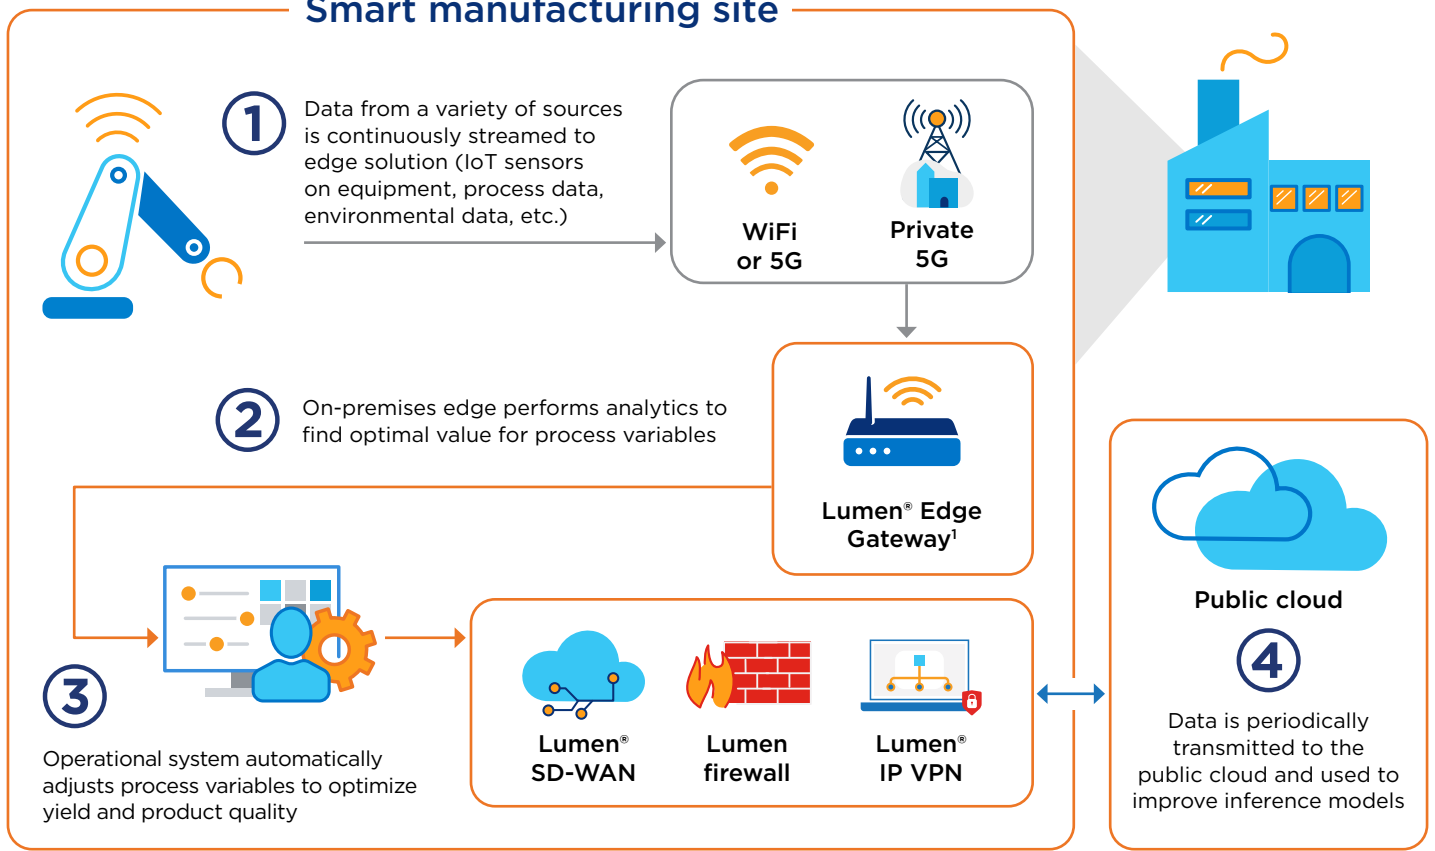 Smart manufacturing site
1
Data from a variety of sources
is continuously streamed to
edge solution (IoT sensors
on equipment, process data,
environmental data, etc.)
WiFi
or 5G
Private
5G
2
On-premises edge performs analytics to
find optimal value for process variables
Lumen® Edge
Gateway¹
3
Operational system automatically
adjusts process variables to optimize
yield and product quality
Lumen®
SD-WAN
Lumen
firewall
Lumen®
IP VPN
Public cloud
4
Data is periodically
transmitted to the
public cloud and used to
improve inference models